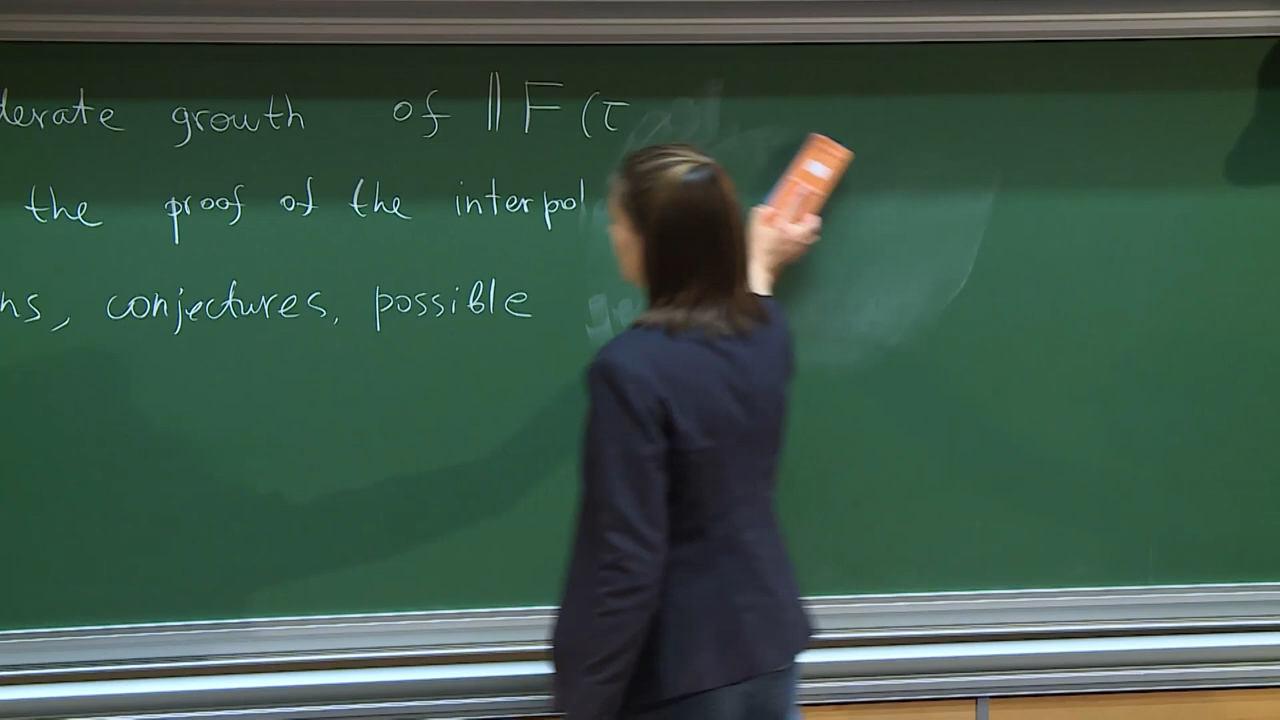 derate growth of ‖F(τ
the proof of the interpol
ns, conjectures, possible